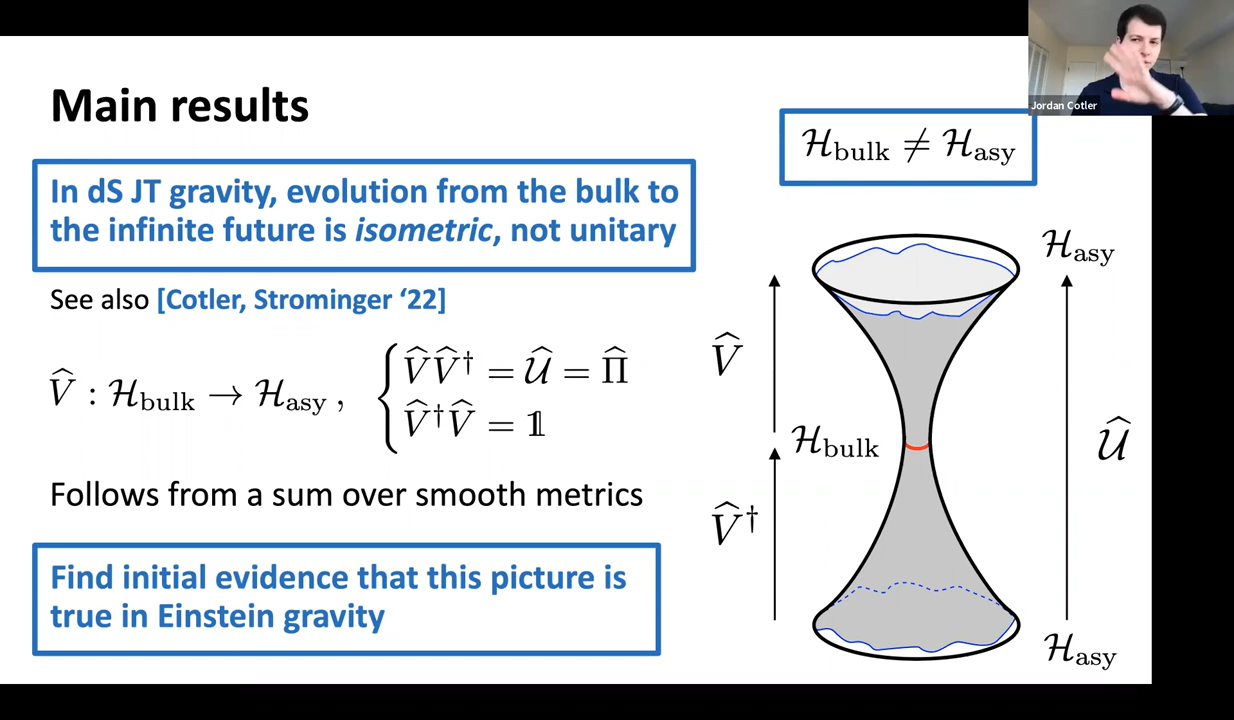 Main results
Jordan Cotler
ℋ_bulk ≠ ℋ_asy
In dS JT gravity, evolution from the bulk to
the infinite future is isometric, not unitary
See also [Cotler, Strominger ‘22]
V̂ : ℋ_bulk → ℋ_asy ,
V̂V̂† = 𝒰̂ = Π̂
V̂†V̂ = 𝟙
Follows from a sum over smooth metrics
Find initial evidence that this picture is
true in Einstein gravity
ℋ_asy
V̂
ℋ_bulk
𝒰̂
V̂†
ℋ_asy